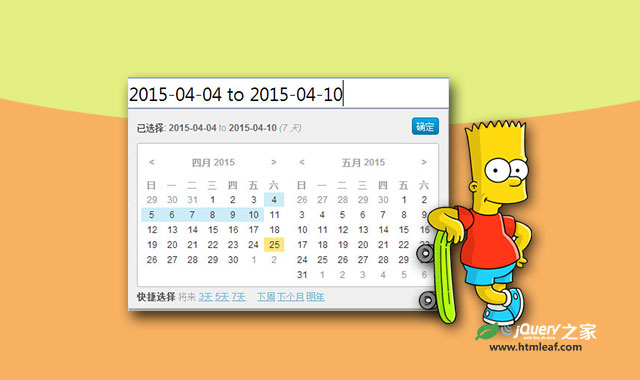 2015-04-04 to 2015-04-10
已选择: 2015-04-04 to 2015-04-10 (7 天) 确定
< 四月 2015 > < 五月 2015 >
日 一 二 三 四 五 六 日 一 二 三 四 五 六
29 30 31 1 2 3 4 26 27 28 29 30 1 2
5 6 7 8 9 10 11 3 4 5 6 7 8 9
12 13 14 15 16 17 18 10 11 12 13 14 15 16
19 20 21 22 23 24 25 17 18 19 20 21 22 23
26 27 28 29 30 1 2 24 25 26 27 28 29 30
31 1 2 3 4 5 6
快捷选择 将来 3天 5天 7天 下周 下个月 明年
jQuery之家
www.htmleaf.com